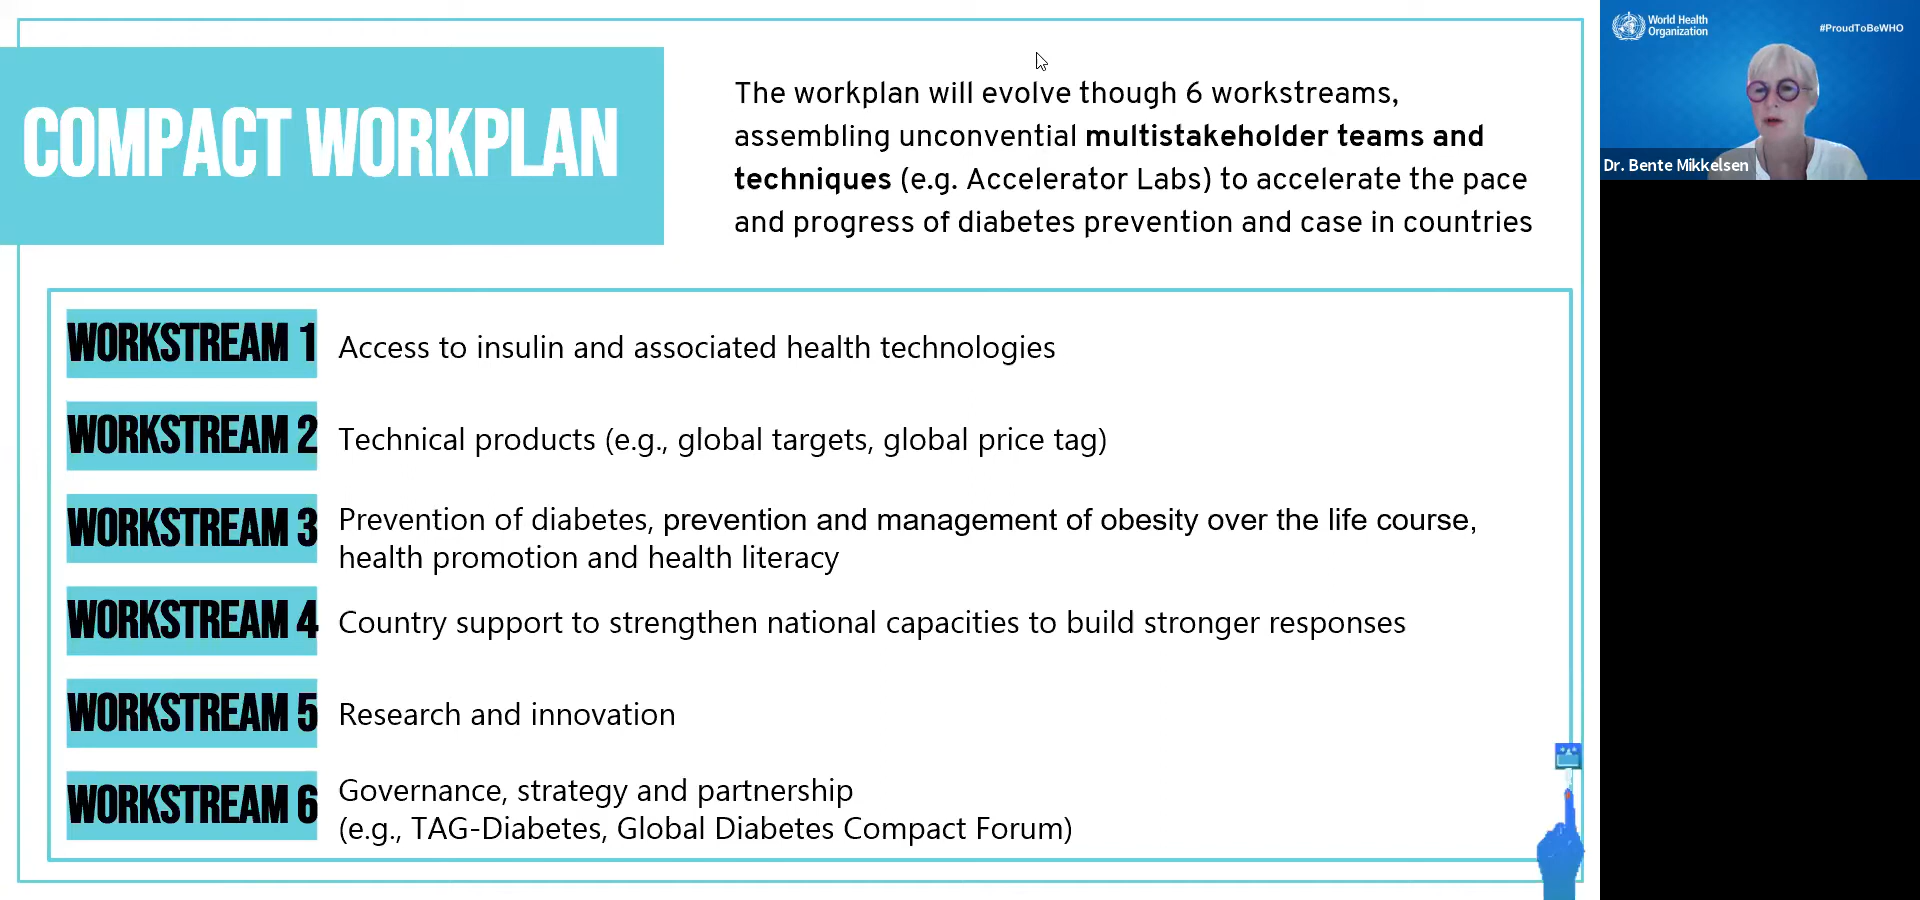 COMPACT WORKPLAN
The workplan will evolve though 6 workstreams,
assembling unconvential multistakeholder teams and
techniques (e.g. Accelerator Labs) to accelerate the pace
and progress of diabetes prevention and case in countries
WORKSTREAM 1 Access to insulin and associated health technologies
WORKSTREAM 2 Technical products (e.g., global targets, global price tag)
WORKSTREAM 3 Prevention of diabetes, prevention and management of obesity over the life course,
health promotion and health literacy
WORKSTREAM 4 Country support to strengthen national capacities to build stronger responses
WORKSTREAM 5 Research and innovation
WORKSTREAM 6 Governance, strategy and partnership
(e.g., TAG-Diabetes, Global Diabetes Compact Forum)
World Health
Organization
#ProudToBeWHO
Dr. Bente Mikkelsen